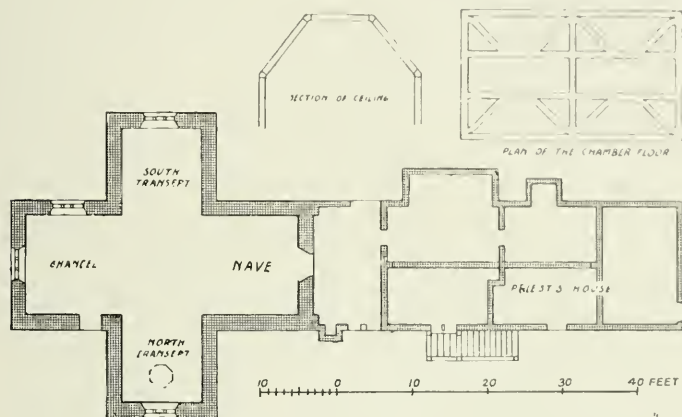 SECTION OF CEILING
PLAN OF THE CHAMBER FLOOR
SOUTH
TRANSEPT
CHANCEL
NAVE
PRIEST'S HOUSE
NORTH
TRANSEPT
10 0 10 20 30 40 FEET